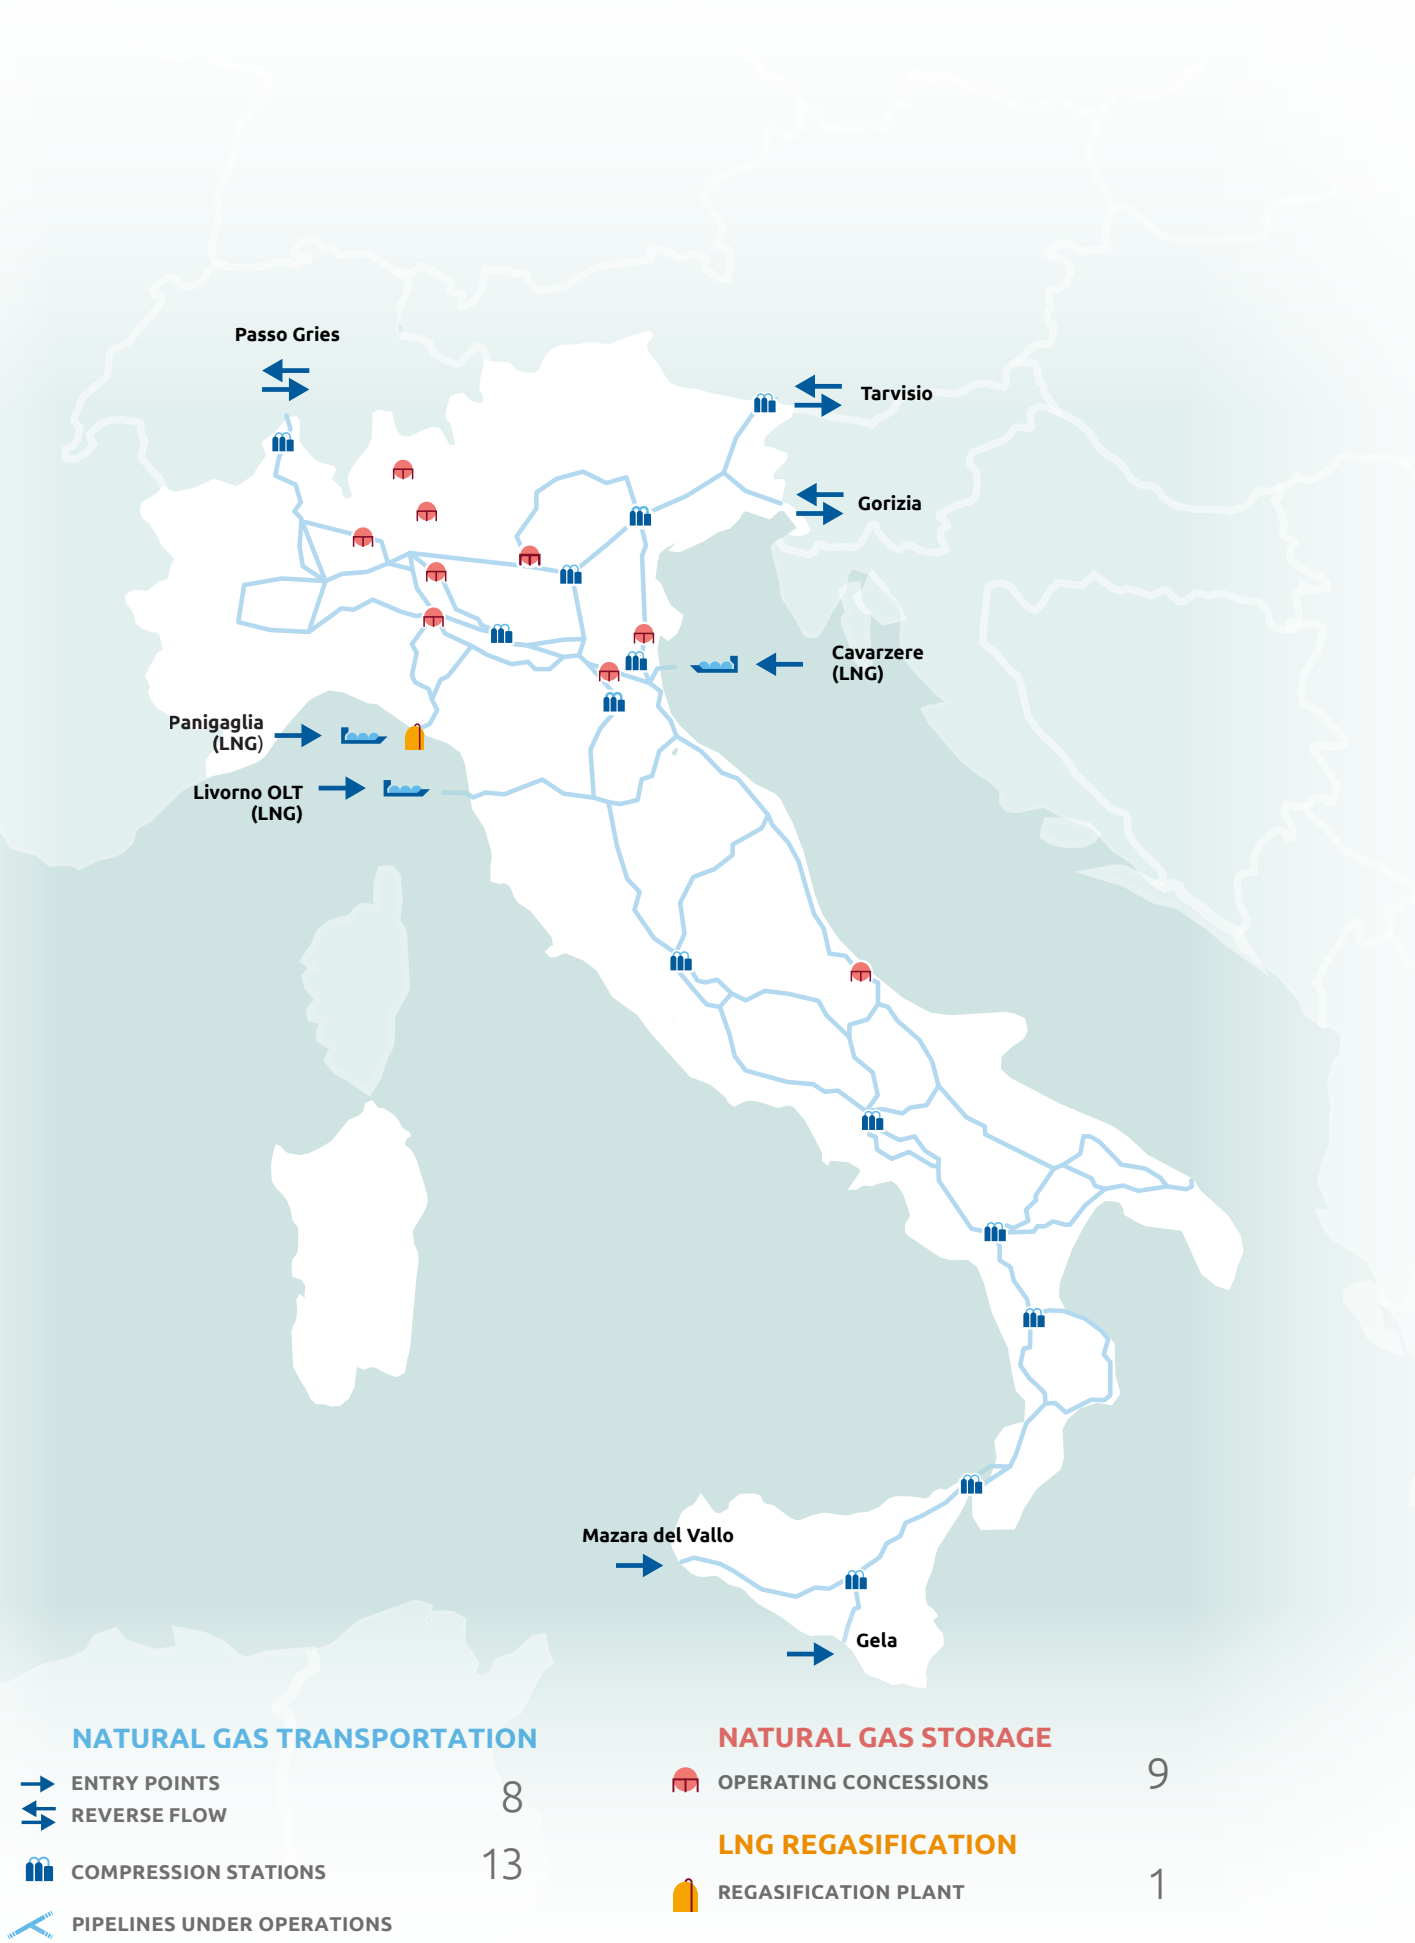 Passo Gries
Tarvisio
Gorizia
Cavarzere
(LNG)
Panigaglia
(LNG)
Livorno OLT
(LNG)
Mazara del Vallo
Gela
NATURAL GAS TRANSPORTATION
ENTRY POINTS
REVERSE FLOW
8
COMPRESSION STATIONS
13
PIPELINES UNDER OPERATIONS
NATURAL GAS STORAGE
OPERATING CONCESSIONS
9
LNG REGASIFICATION
REGASIFICATION PLANT
1